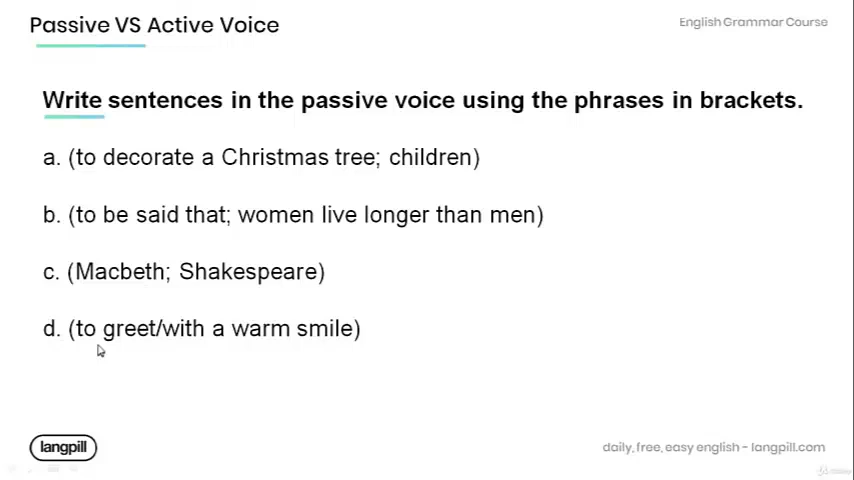 Passive VS Active Voice
English Grammar Course
Write sentences in the passive voice using the phrases in brackets.
a. (to decorate a Christmas tree; children)
b. (to be said that; women live longer than men)
c. (Macbeth; Shakespeare)
d. (to greet/with a warm smile)
langpill
daily, free, easy english - langpill.com